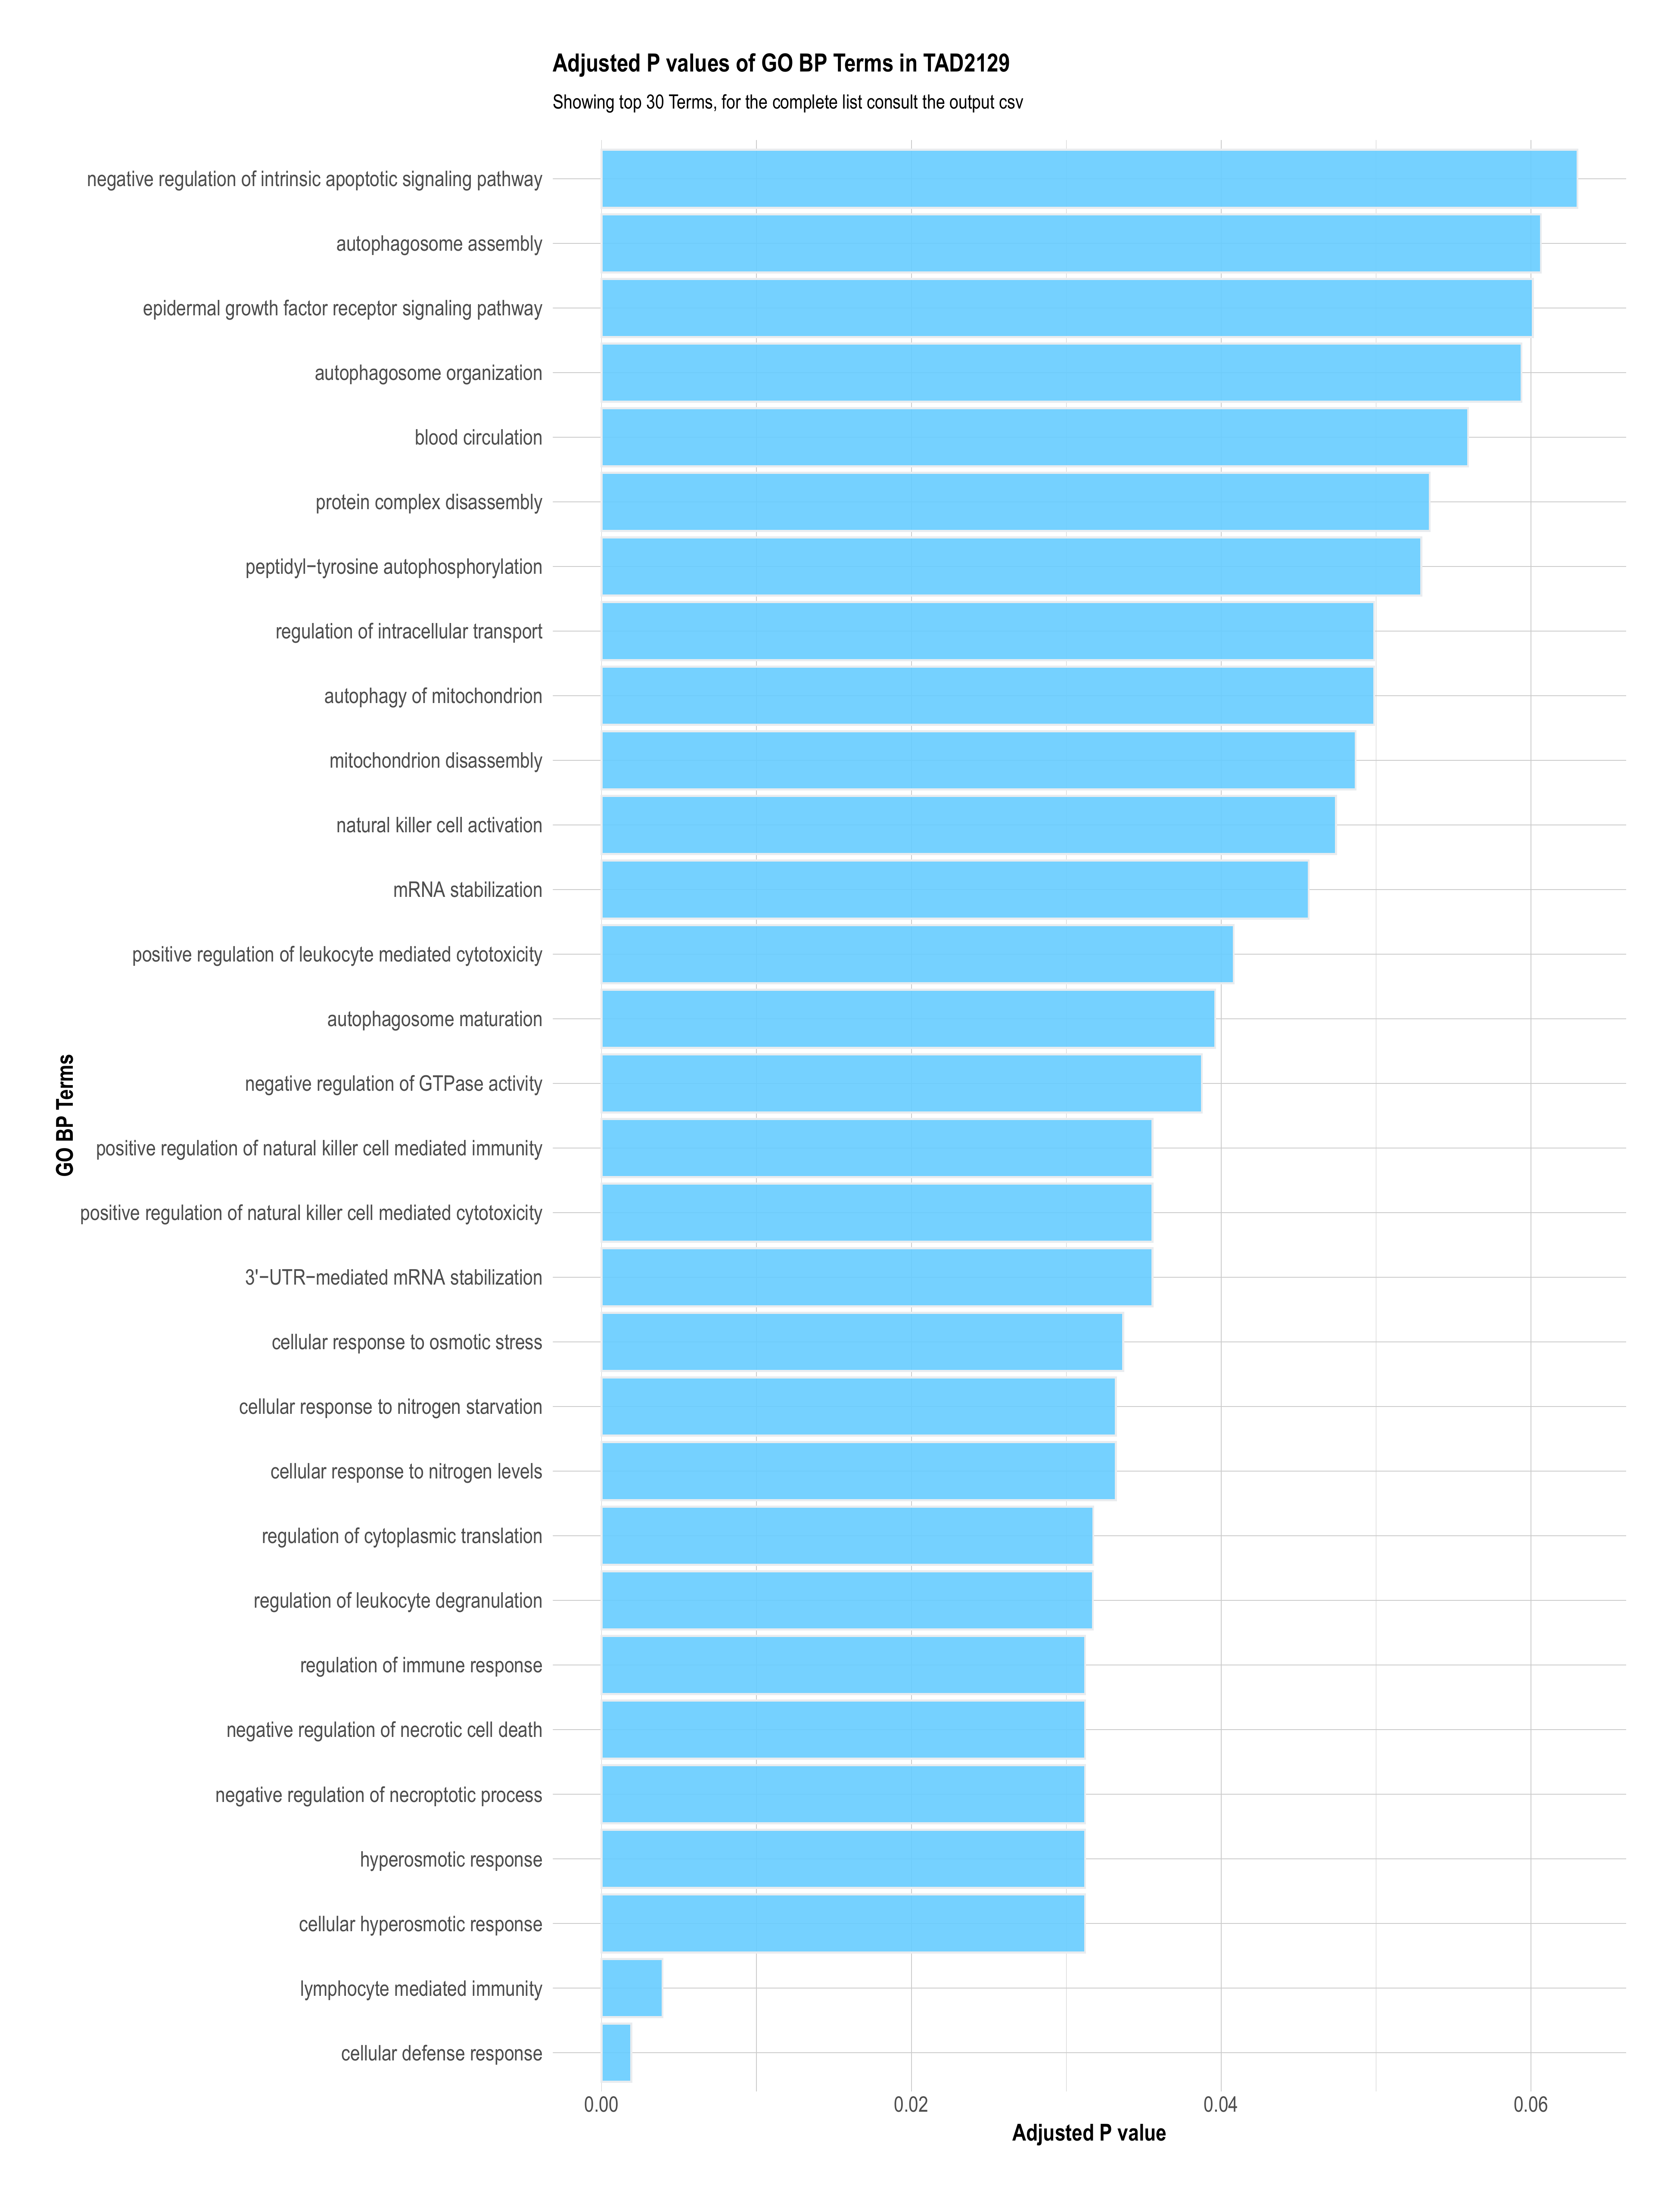 Adjusted P values of GO BP Terms in TAD2129
Showing top 30 Terms, for the complete list consult the output csv
GO BP Terms
negative regulation of intrinsic apoptotic signaling pathway
autophagosome assembly
epidermal growth factor receptor signaling pathway
autophagosome organization
blood circulation
protein complex disassembly
peptidyl−tyrosine autophosphorylation
regulation of intracellular transport
autophagy of mitochondrion
mitochondrion disassembly
natural killer cell activation
mRNA stabilization
positive regulation of leukocyte mediated cytotoxicity
autophagosome maturation
negative regulation of GTPase activity
positive regulation of natural killer cell mediated immunity
positive regulation of natural killer cell mediated cytotoxicity
3'−UTR−mediated mRNA stabilization
cellular response to osmotic stress
cellular response to nitrogen starvation
cellular response to nitrogen levels
regulation of cytoplasmic translation
regulation of leukocyte degranulation
regulation of immune response
negative regulation of necrotic cell death
negative regulation of necroptotic process
hyperosmotic response
cellular hyperosmotic response
lymphocyte mediated immunity
cellular defense response
0.00 0.02 0.04 0.06
Adjusted P value